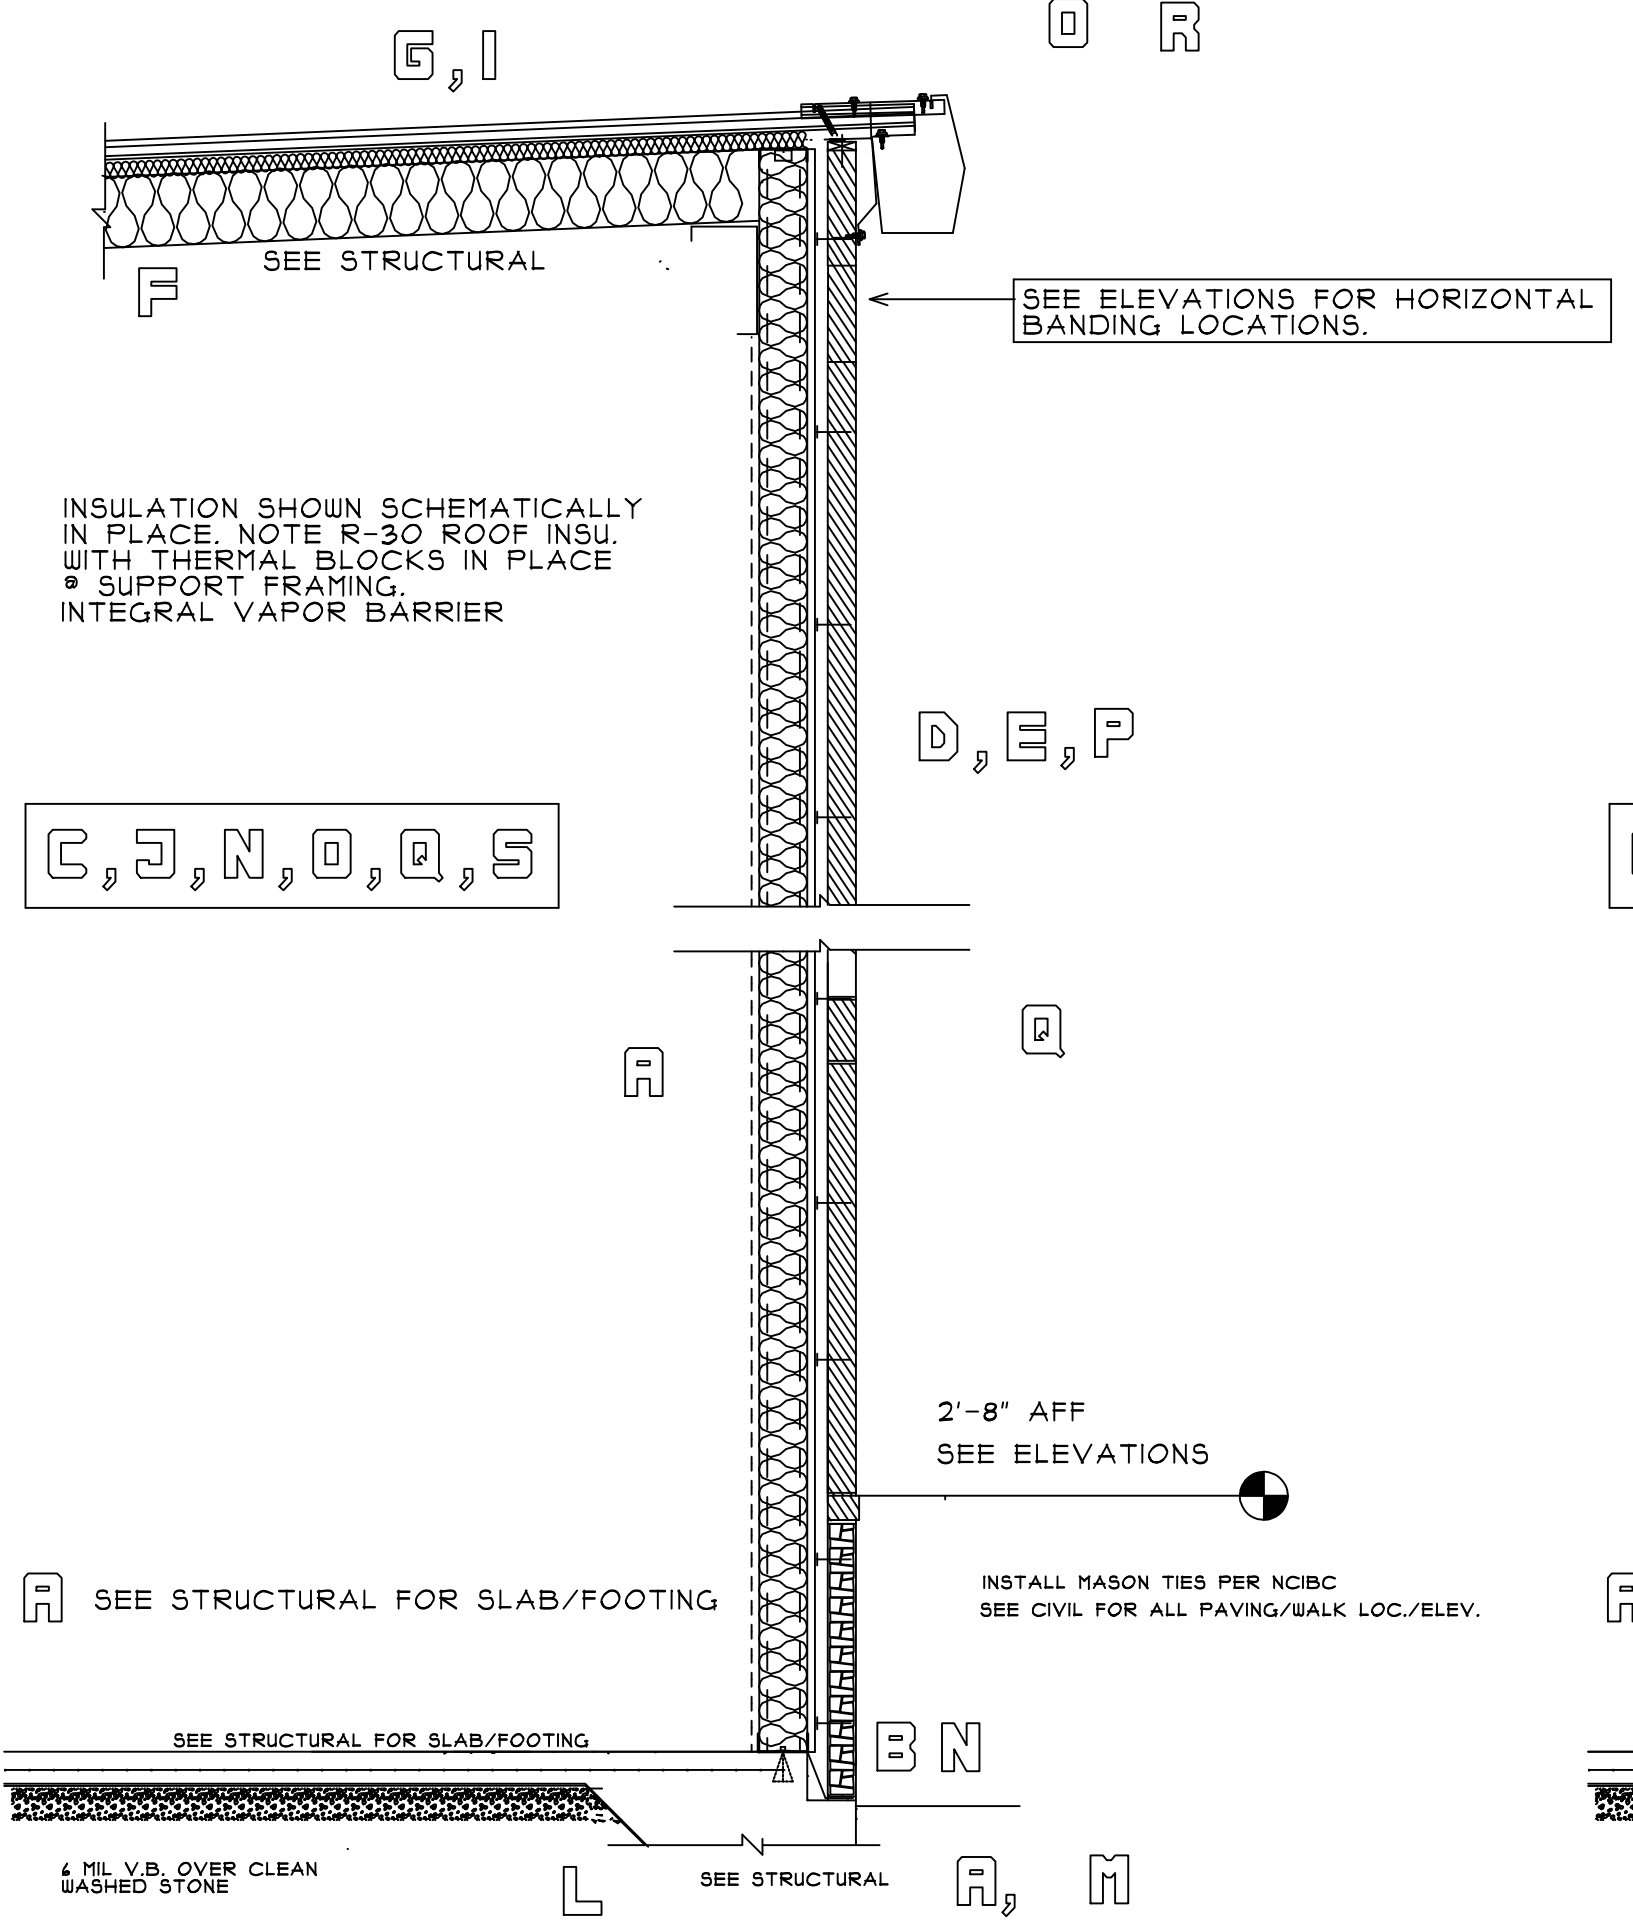 O R
G,I
SEE STRUCTURAL
F
SEE ELEVATIONS FOR HORIZONTAL
BANDING LOCATIONS.
INSULATION SHOWN SCHEMATICALLY
IN PLACE. NOTE R-30 ROOF INSU.
WITH THERMAL BLOCKS IN PLACE
@ SUPPORT FRAMING.
INTEGRAL VAPOR BARRIER
D,E,P
C,J,N,O,Q,S
Q
A
2'-8" AFF
SEE ELEVATIONS
A SEE STRUCTURAL FOR SLAB/FOOTING
INSTALL MASON TIES PER NCIBC
SEE CIVIL FOR ALL PAVING/WALK LOC./ELEV.
A
SEE STRUCTURAL FOR SLAB/FOOTING
B N
6 MIL V.B. OVER CLEAN
WASHED STONE
L
SEE STRUCTURAL
A, M